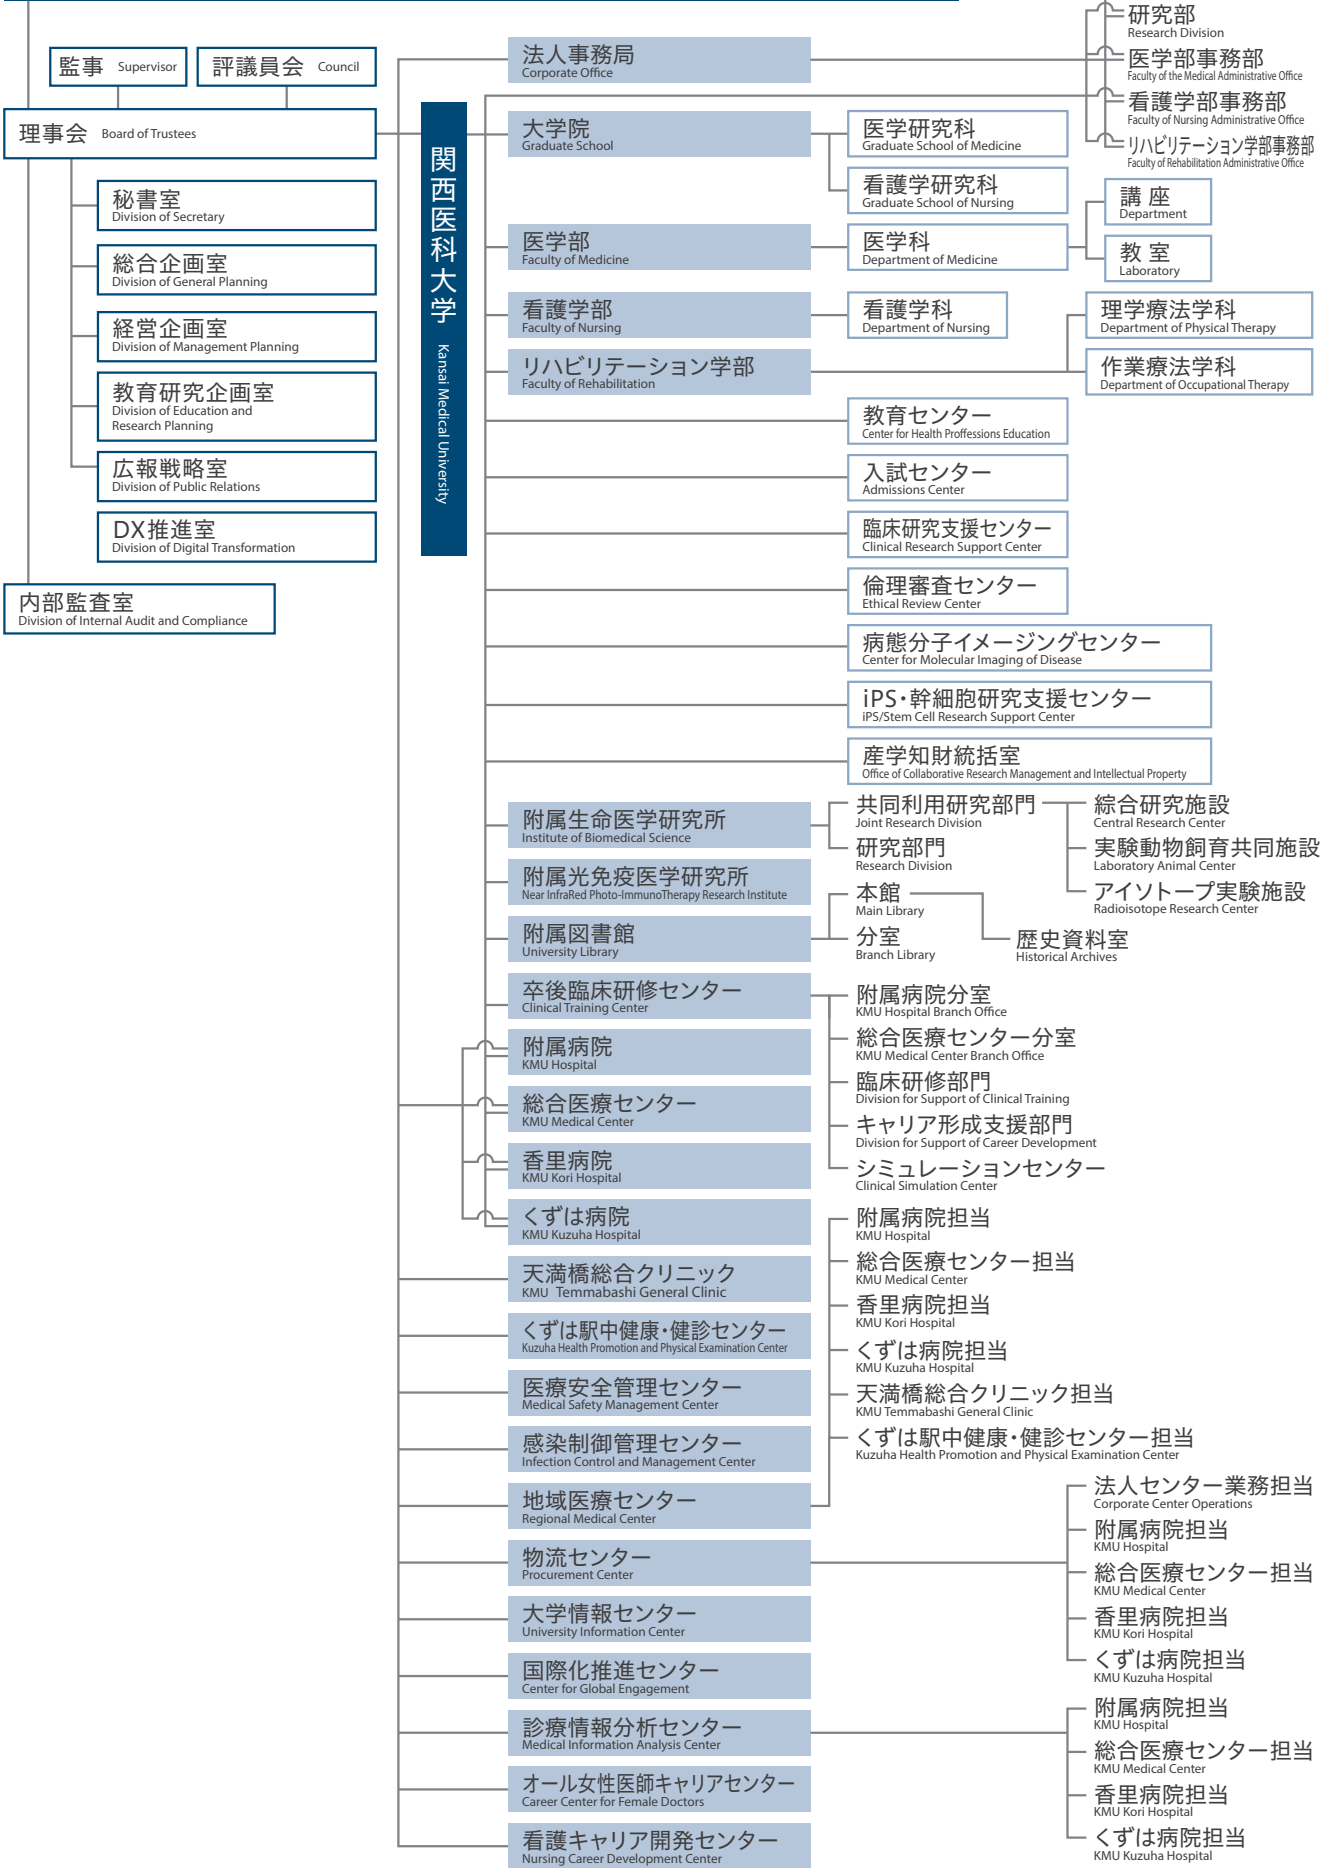 監事 Supervisor
評議員会 Council
理事会 Board of Trustees
秘書室
Division of Secretary
総合企画室
Division of General Planning
経営企画室
Division of Management Planning
教育研究企画室
Division of Education and
Research Planning
広報戦略室
Division of Public Relations
DX推進室
Division of Digital Transformation
内部監査室
Division of Internal Audit and Compliance
関西医科大学 Kansai Medical University
法人事務局
Corporate Office
研究部
Research Division
医学部事務部
Faculty of the Medical Administrative Office
看護学部事務部
Faculty of Nursing Administrative Office
リハビリテーション学部事務部
Faculty of Rehabilitation Administrative Office
大学院
Graduate School
医学研究科
Graduate School of Medicine
看護学研究科
Graduate School of Nursing
医学部
Faculty of Medicine
医学科
Department of Medicine
講座
Department
教室
Laboratory
看護学部
Faculty of Nursing
看護学科
Department of Nursing
リハビリテーション学部
Faculty of Rehabilitation
理学療法学科
Department of Physical Therapy
作業療法学科
Department of Occupational Therapy
教育センター
Center for Health Proffessions Education
入試センター
Admissions Center
臨床研究支援センター
Clinical Research Support Center
倫理審査センター
Ethical Review Center
病態分子イメージングセンター
Center for Molecular Imaging of Disease
iPS・幹細胞研究支援センター
iPS/Stem Cell Research Support Center
産学知財統括室
Office of Collaborative Research Management and Intellectual Property
附属生命医学研究所
Institute of Biomedical Science
共同利用研究部門
Joint Research Division
研究部門
Research Division
綜合研究施設
Central Research Center
実験動物飼育共同施設
Laboratory Animal Center
アイソトープ実験施設
Radioisotope Research Center
附属光免疫医学研究所
Near InfraRed Photo-ImmunoTherapy Research Institute
附属図書館
University Library
本館
Main Library
分室
Branch Library
歴史資料室
Historical Archives
卒後臨床研修センター
Clinical Training Center
附属病院分室
KMU Hospital Branch Office
総合医療センター分室
KMU Medical Center Branch Office
臨床研修部門
Division for Support of Clinical Training
キャリア形成支援部門
Division for Support of Career Development
シミュレーションセンター
Clinical Simulation Center
附属病院
KMU Hospital
総合医療センター
KMU Medical Center
香里病院
KMU Kori Hospital
くずは病院
KMU Kuzuha Hospital
天満橋総合クリニック
KMU Temmabashi General Clinic
くずは駅中健康・健診センター
Kuzuha Health Promotion and Physical Examination Center
医療安全管理センター
Medical Safety Management Center
感染制御管理センター
Infection Control and Management Center
地域医療センター
Regional Medical Center
附属病院担当
KMU Hospital
総合医療センター担当
KMU Medical Center
香里病院担当
KMU Kori Hospital
くずは病院担当
KMU Kuzuha Hospital
天満橋総合クリニック担当
KMU Temmabashi General Clinic
くずは駅中健康・健診センター担当
Kuzuha Health Promotion and Physical Examination Center
物流センター
Procurement Center
法人センター業務担当
Corporate Center Operations
附属病院担当
KMU Hospital
総合医療センター担当
KMU Medical Center
香里病院担当
KMU Kori Hospital
くずは病院担当
KMU Kuzuha Hospital
大学情報センター
University Information Center
国際化推進センター
Center for Global Engagement
診療情報分析センター
Medical Information Analysis Center
附属病院担当
KMU Hospital
総合医療センター担当
KMU Medical Center
香里病院担当
KMU Kori Hospital
くずは病院担当
KMU Kuzuha Hospital
オール女性医師キャリアセンター
Career Center for Female Doctors
看護キャリア開発センター
Nursing Career Development Center